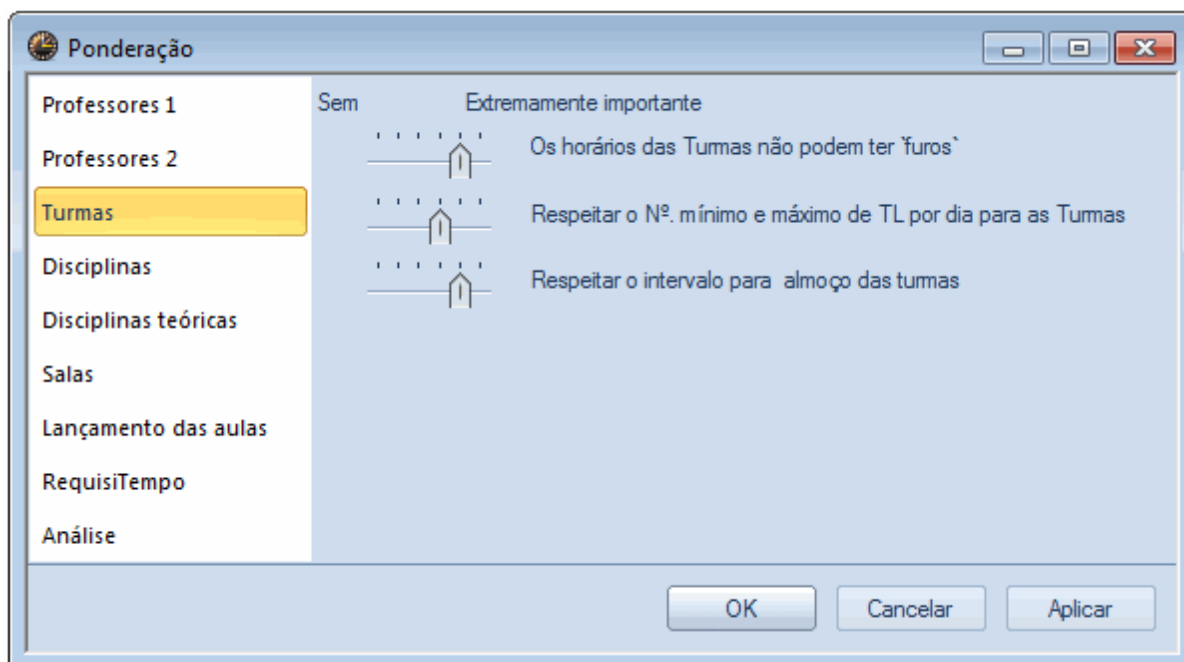 Ponderação
Professores 1
Professores 2
Turmas
Disciplinas
Disciplinas teóricas
Salas
Lançamento das aulas
RequisiTempo
Análise
Sem Extremamente importante
Os horários das Turmas não podem ter `furos`
Respeitar o Nº. mínimo e máximo de TL por dia para as Turmas
Respeitar o intervalo para  almoço das turmas
OK Cancelar Aplicar